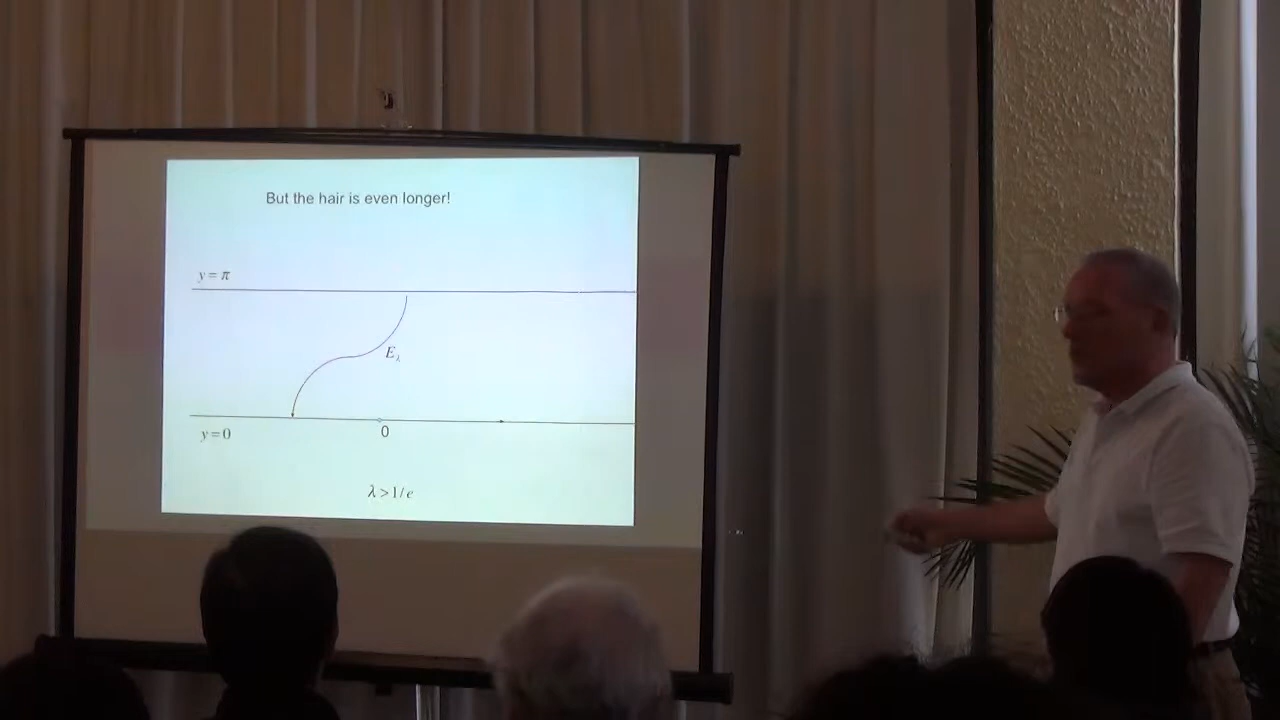 But the hair is even longer!
y = π
E_λ
y = 0
0
λ > 1/e